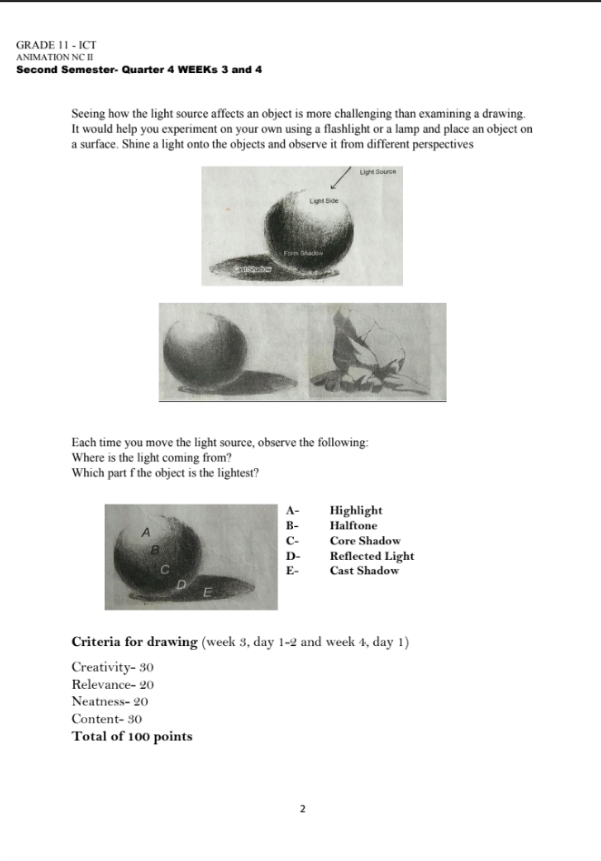 GRADE 11 - ICT
ANIMATION NC II
Second Semester- Quarter 4 WEEKs 3 and 4
Seeing how the light source affects an object is more challenging than examining a drawing.
It would help you experiment on your own using a flashlight or a lamp and place an object on
a surface. Shine a light onto the objects and observe it from different perspectives
Light Source
Light Side
Form Shadow
Cast Shadow
Each time you move the light source, observe the following:
Where is the light coming from?
Which part f the object is the lightest?
A
B
C
D
E
A- Highlight
B- Halftone
C- Core Shadow
D- Reflected Light
E- Cast Shadow
Criteria for drawing (week 3, day 1-2 and week 4, day 1)
Creativity- 30
Relevance- 20
Neatness- 20
Content- 30
Total of 100 points
2